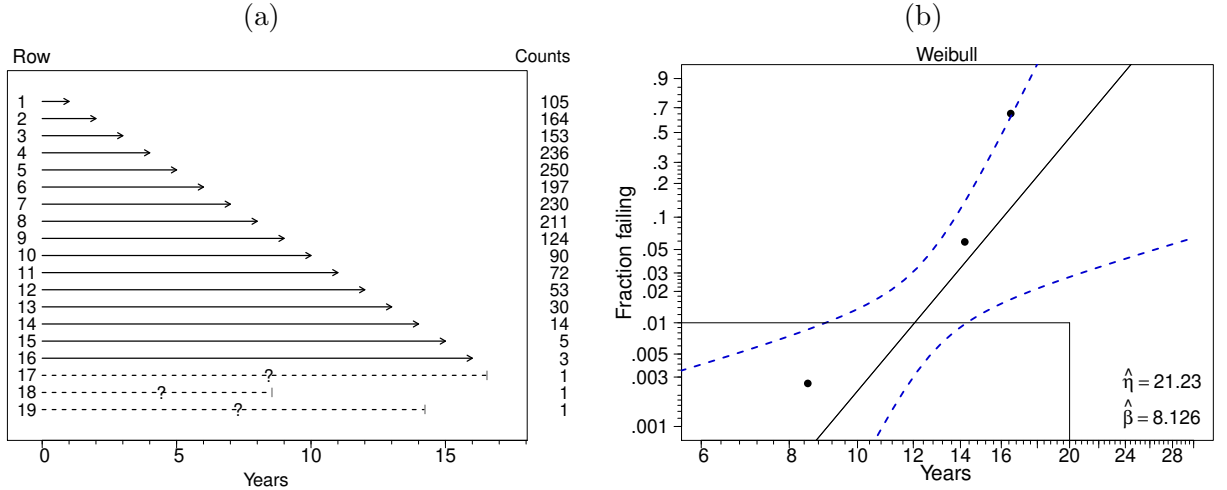 (a)
Row Counts
1 105
2 164
3 153
4 236
5 250
6 197
7 230
8 211
9 124
10 90
11 72
12 53
13 30
14 14
15 5
16 3
17 ? 1
18 ? 1
19 ? 1
0 5 10 15
Years
(b)
Weibull
.9
.7
.5
.3
.2
.1
.05
.03
.02
.01
.005
.003
.001
Fraction failing
η̂ = 21.23
β̂ = 8.126
6 8 10 12 14 16 20 24 28
Years